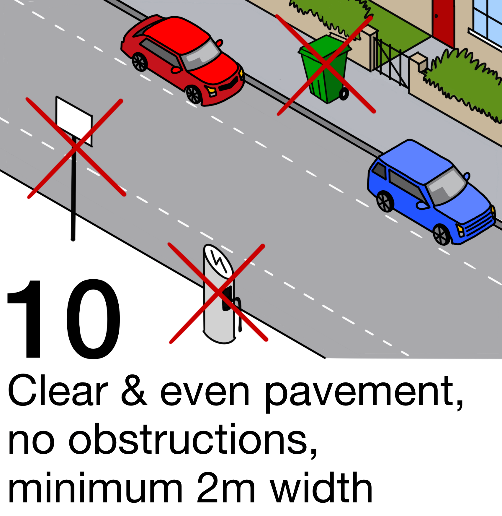 10
Clear & even pavement,
no obstructions,
minimum 2m width